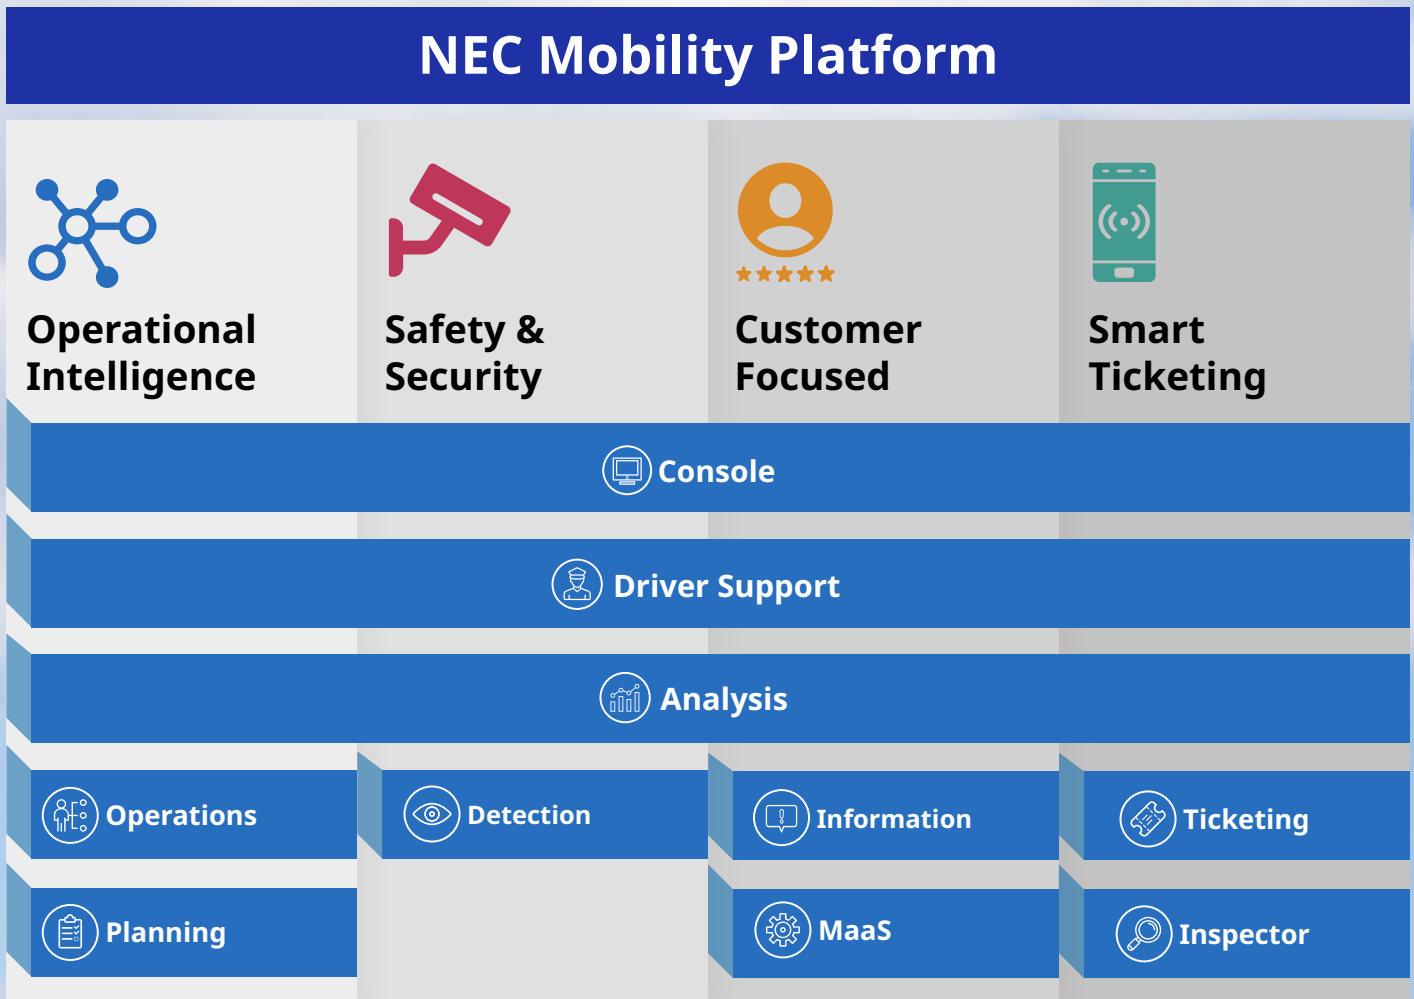 NEC Mobility Platform
Operational
Intelligence
Safety &
Security
Customer
Focused
Smart
Ticketing
Console
Driver Support
Analysis
Operations
Detection
Information
Ticketing
Planning
MaaS
Inspector